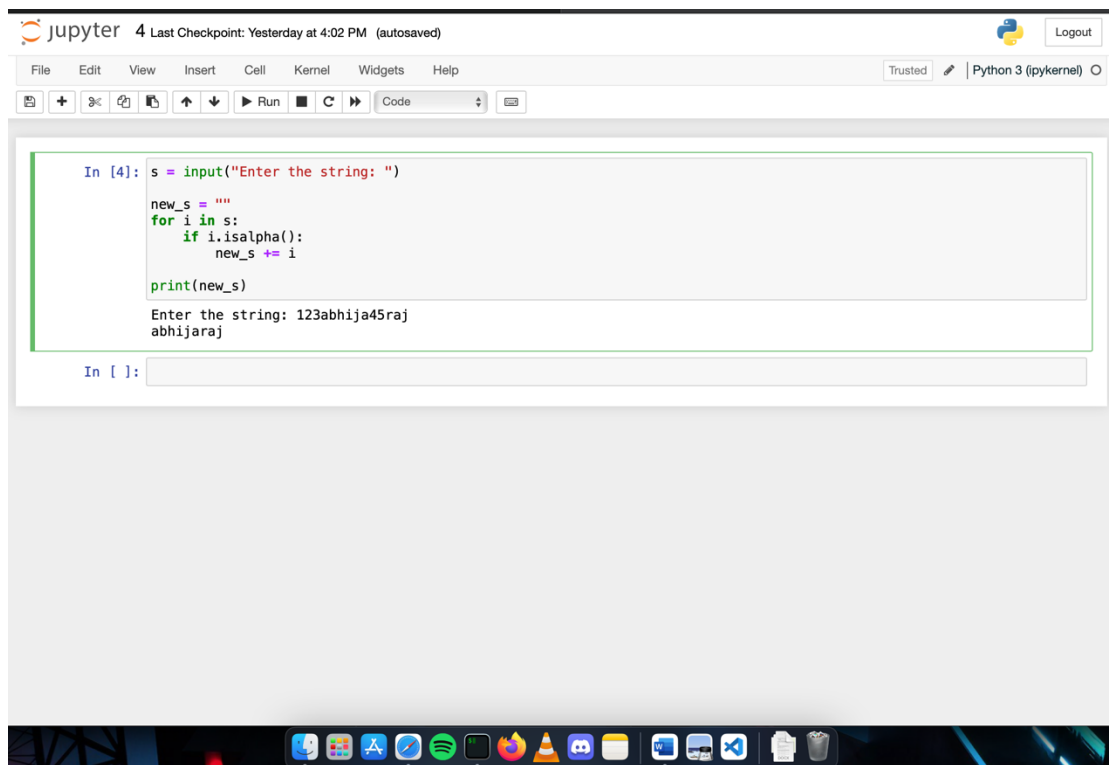 jupyter 4 Last Checkpoint: Yesterday at 4:02 PM (autosaved)
Logout
File Edit View Insert Cell Kernel Widgets Help
Trusted Python 3 (ipykernel)
Run Code
In [4]: s = input("Enter the string: ")
new_s = ""
for i in s:
    if i.isalpha():
        new_s += i
print(new_s)
Enter the string: 123abhija45raj
abhijaraj
In [ ]: